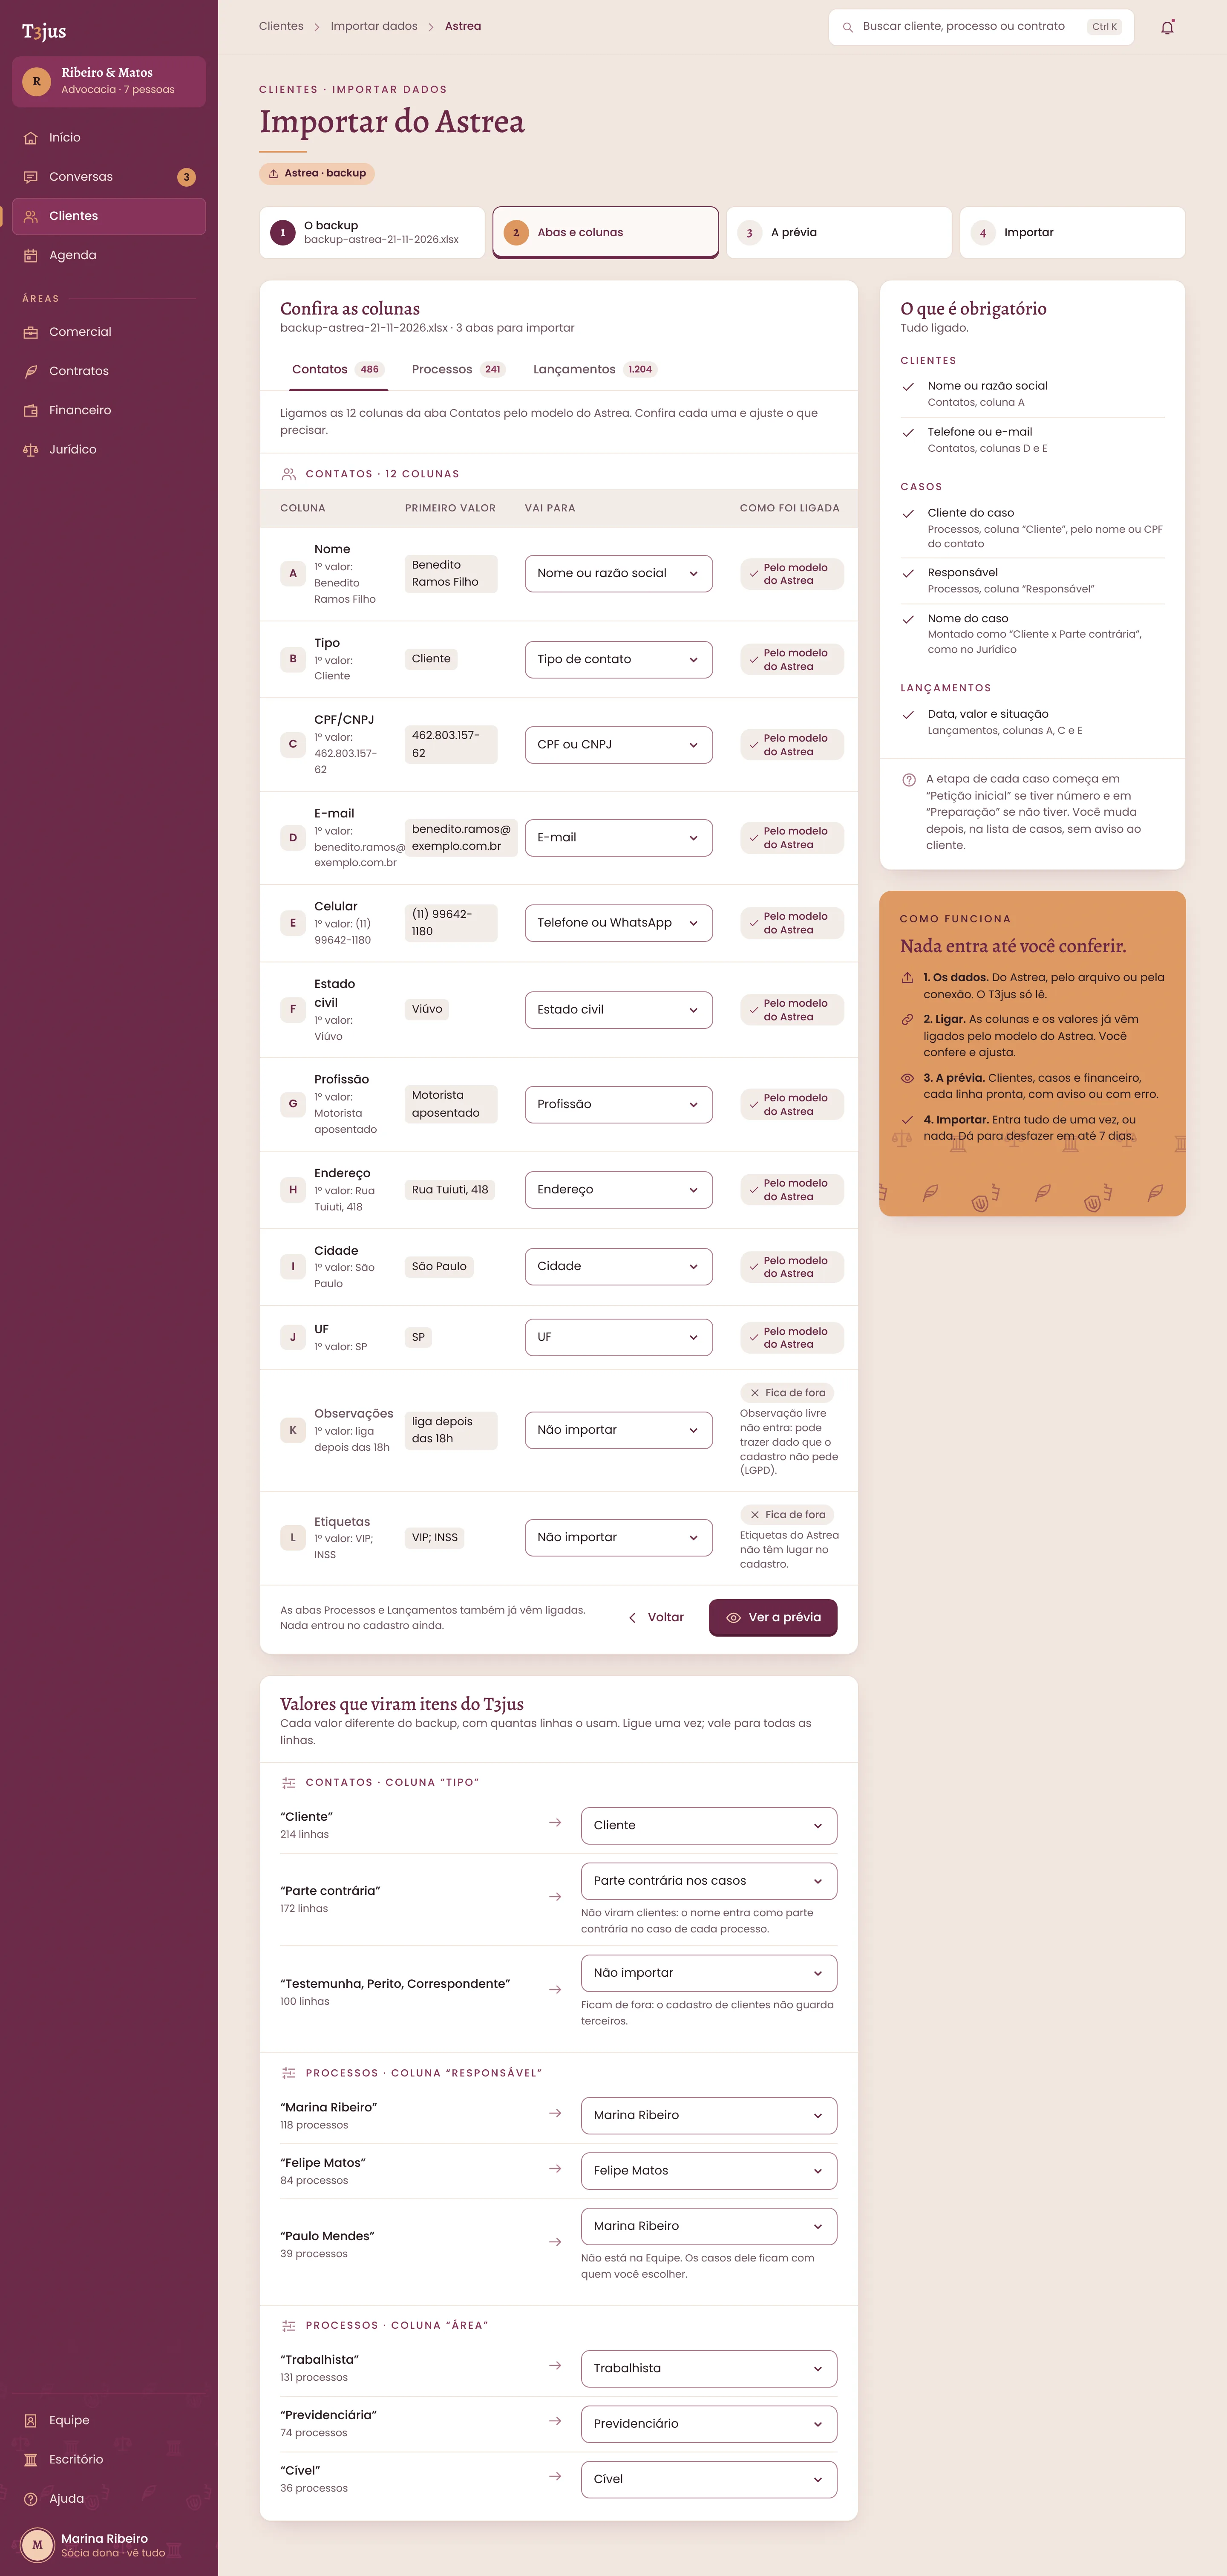 T3jus
R
Ribeiro & Matos
Advocacia · 7 pessoas
Início
Conversas
3
Clientes
Agenda
ÁREAS
Comercial
Contratos
Financeiro
Jurídico
Equipe
Escritório
Ajuda
M
Marina Ribeiro
Sócia dona · vê tudo
Clientes
Importar dados
Astrea
Buscar cliente, processo ou contrato
Ctrl K
CLIENTES · IMPORTAR DADOS
Importar do Astrea
Astrea · backup
1
O backup
backup-astrea-21-11-2026.xlsx
2
Abas e colunas
3
A prévia
4
Importar
Confira as colunas
backup-astrea-21-11-2026.xlsx · 3 abas para importar
Contatos 486
Processos 241
Lançamentos 1.204
Ligamos as 12 colunas da aba Contatos pelo modelo do Astrea. Confira cada uma e ajuste o que
precisar.
CONTATOS · 12 COLUNAS
COLUNA
PRIMEIRO VALOR
VAI PARA
COMO FOI LIGADA
A
Nome
1º valor:
Benedito
Ramos Filho
Benedito
Ramos Filho
Nome ou razão social
Pelo modelo
do Astrea
B
Tipo
1º valor:
Cliente
Cliente
Tipo de contato
Pelo modelo
do Astrea
C
CPF/CNPJ
1º valor:
462.803.157-
62
462.803.157-
62
CPF ou CNPJ
Pelo modelo
do Astrea
D
E-mail
1º valor:
benedito.ramos@
exemplo.com.br
benedito.ramos@
exemplo.com.br
E-mail
Pelo modelo
do Astrea
E
Celular
1º valor: (11)
99642-1180
(11) 99642-
1180
Telefone ou WhatsApp
Pelo modelo
do Astrea
F
Estado
civil
1º valor:
Viúvo
Viúvo
Estado civil
Pelo modelo
do Astrea
G
Profissão
1º valor:
Motorista
aposentado
Motorista
aposentado
Profissão
Pelo modelo
do Astrea
H
Endereço
1º valor: Rua
Tuiuti, 418
Rua Tuiuti, 418
Endereço
Pelo modelo
do Astrea
I
Cidade
1º valor: São
Paulo
São Paulo
Cidade
Pelo modelo
do Astrea
J
UF
1º valor: SP
SP
UF
Pelo modelo
do Astrea
K
Observações
1º valor: liga
depois das 18h
liga depois
das 18h
Não importar
Fica de fora
Observação livre
não entra: pode
trazer dado que o
cadastro não pede
(LGPD).
L
Etiquetas
1º valor: VIP;
INSS
VIP; INSS
Não importar
Fica de fora
Etiquetas do Astrea
não têm lugar no
cadastro.
As abas Processos e Lançamentos também já vêm ligadas.
Nada entrou no cadastro ainda.
Voltar
Ver a prévia
Valores que viram itens do T3jus
Cada valor diferente do backup, com quantas linhas o usam. Ligue uma vez; vale para todas as
linhas.
CONTATOS · COLUNA “TIPO”
“Cliente”
214 linhas
Cliente
“Parte contrária”
172 linhas
Parte contrária nos casos
Não viram clientes: o nome entra como parte
contrária no caso de cada processo.
“Testemunha, Perito, Correspondente”
100 linhas
Não importar
Ficam de fora: o cadastro de clientes não guarda
terceiros.
PROCESSOS · COLUNA “RESPONSÁVEL”
“Marina Ribeiro”
118 processos
Marina Ribeiro
“Felipe Matos”
84 processos
Felipe Matos
“Paulo Mendes”
39 processos
Marina Ribeiro
Não está na Equipe. Os casos dele ficam com
quem você escolher.
PROCESSOS · COLUNA “ÁREA”
“Trabalhista”
131 processos
Trabalhista
“Previdenciária”
74 processos
Previdenciário
“Cível”
36 processos
Cível
O que é obrigatório
Tudo ligado.
CLIENTES
Nome ou razão social
Contatos, coluna A
Telefone ou e-mail
Contatos, colunas D e E
CASOS
Cliente do caso
Processos, coluna “Cliente”, pelo nome ou CPF
do contato
Responsável
Processos, coluna “Responsável”
Nome do caso
Montado como “Cliente x Parte contrária”,
como no Jurídico
LANÇAMENTOS
Data, valor e situação
Lançamentos, colunas A, C e E
A etapa de cada caso começa em
“Petição inicial” se tiver número e em
“Preparação” se não tiver. Você muda
depois, na lista de casos, sem aviso ao
cliente.
COMO FUNCIONA
Nada entra até você conferir.
1. Os dados. Do Astrea, pelo arquivo ou pela
conexão. O T3jus só lê.
2. Ligar. As colunas e os valores já vêm
ligados pelo modelo do Astrea. Você
confere e ajusta.
3. A prévia. Clientes, casos e financeiro,
cada linha pronta, com aviso ou com erro.
4. Importar. Entra tudo de uma vez, ou
nada. Dá para desfazer em até 7 dias.